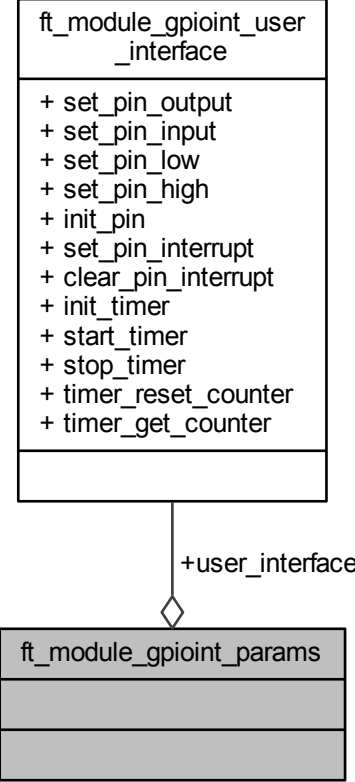 ft_module_gpioint_user
_interface
+ set_pin_output
+ set_pin_input
+ set_pin_low
+ set_pin_high
+ init_pin
+ set_pin_interrupt
+ clear_pin_interrupt
+ init_timer
+ start_timer
+ stop_timer
+ timer_reset_counter
+ timer_get_counter
+user_interface
ft_module_gpioint_params